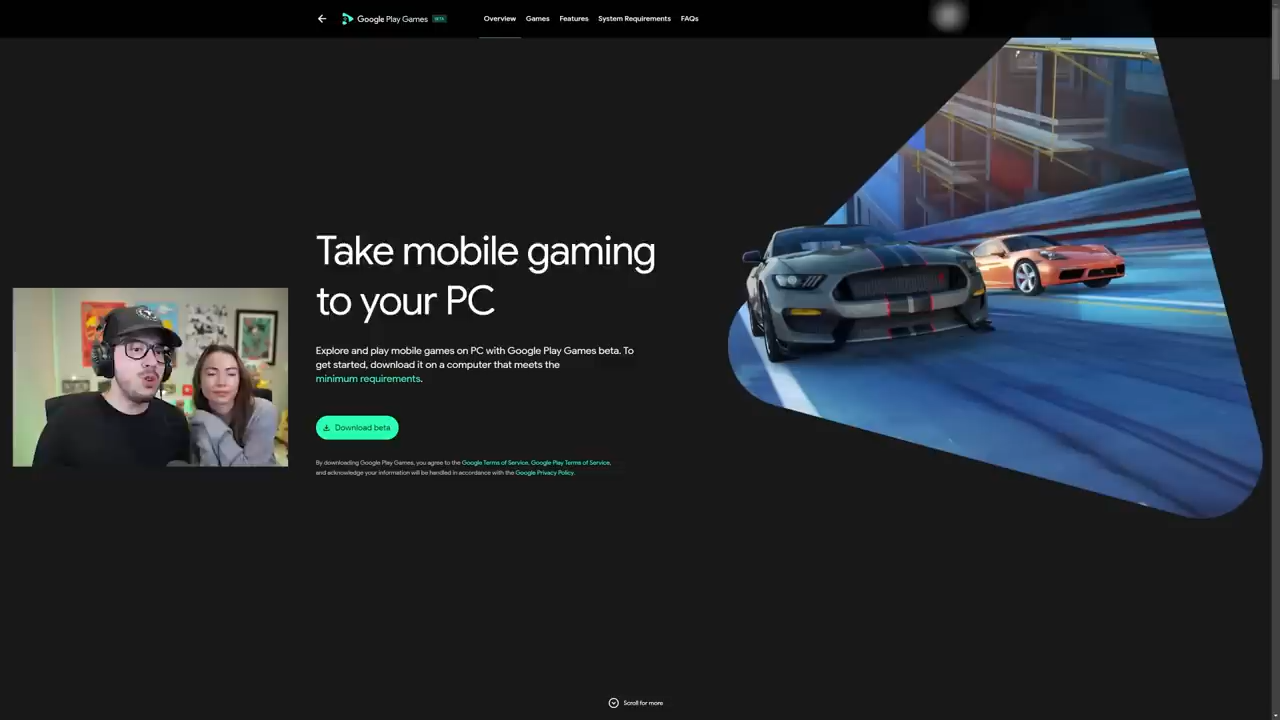 Google Play Games BETA
Overview Games Features System Requirements FAQs
Take mobile gaming
to your PC
Explore and play mobile games on PC with Google Play Games beta. To
get started, download it on a computer that meets the
minimum requirements.
Download beta
By downloading Google Play Games, you agree to the Google Terms of Service, Google Play Terms of Service,
and acknowledge your information will be handled in accordance with the Google Privacy Policy.
Scroll for more